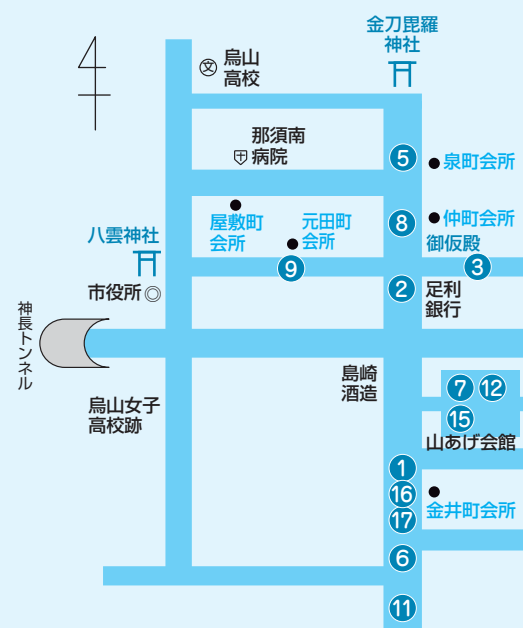 金刀毘羅
神社
文
烏山
高校
那須南
病院
5
泉町会所
屋敷町
会所
元田町
会所
8
仲町会所
御仮殿
八雲神社
9
3
市役所
2
足利
銀行
神長トンネル
島崎
酒造
7
12
15
烏山女子
高校跡
山あげ会館
1
16
17
金井町会所
6
11